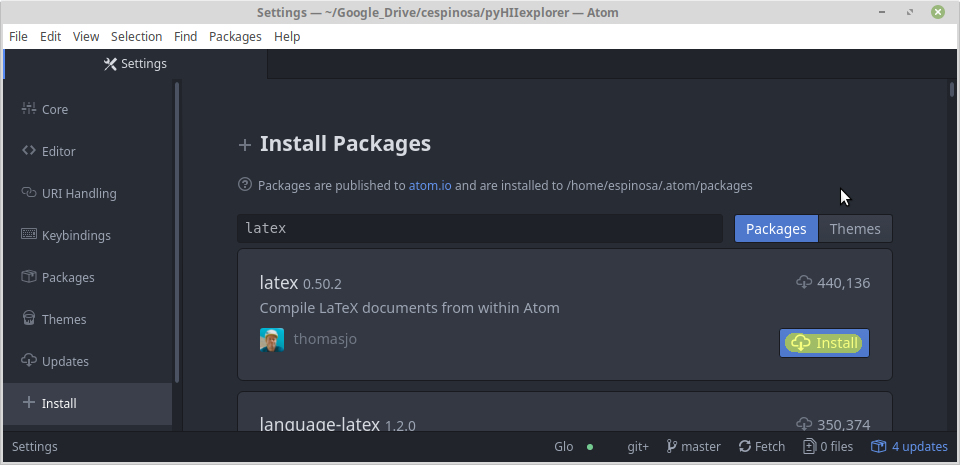 Settings — ~/Google_Drive/cespinosa/pyHIIexplorer — Atom
File Edit View Selection Find Packages Help
Settings
Core
Editor
URI Handling
Keybindings
Packages
Themes
Updates
Install
Install Packages
Packages are published to atom.io and are installed to /home/espinosa/.atom/packages
latex
Packages Themes
latex 0.50.2 440,136
Compile LaTeX documents from within Atom
thomasjo
Install
language-latex 1.2.0 350,374
Settings Glo git+ master Fetch 0 files 4 updates